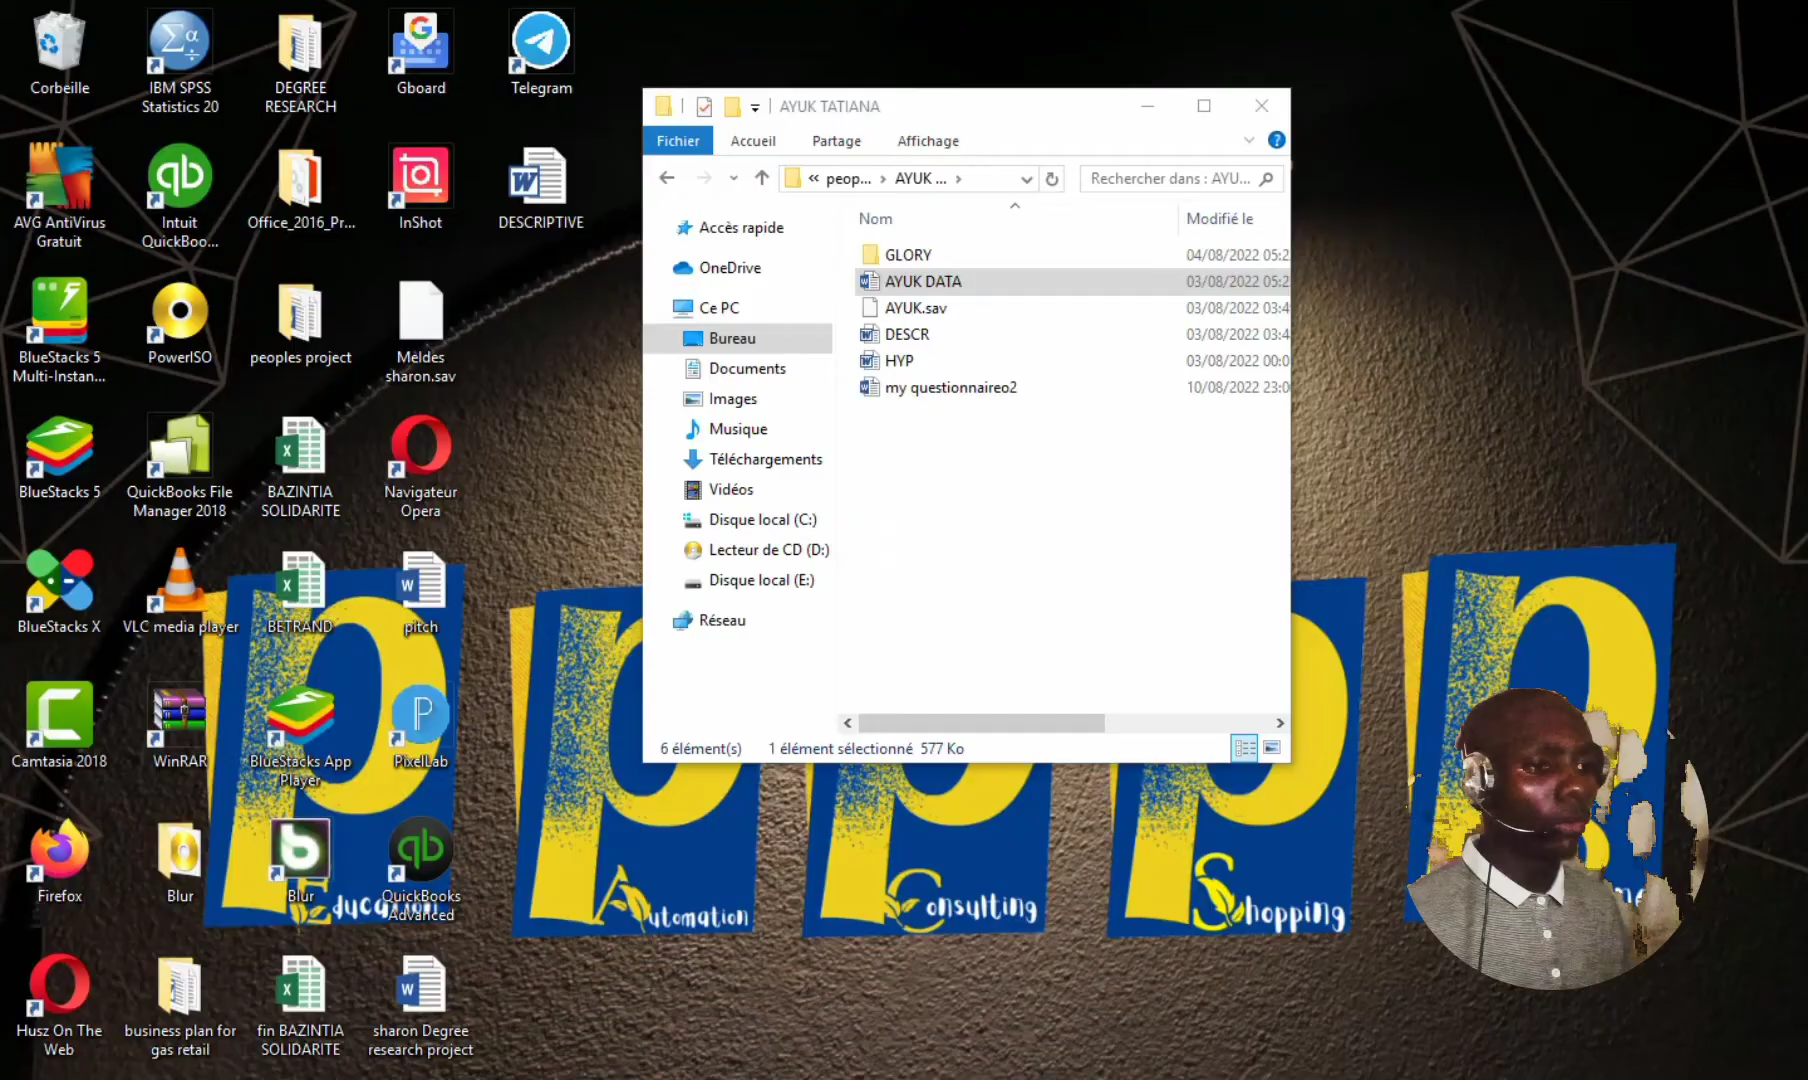 Corbeille
IBM SPSS
Statistics 20
DEGREE
RESEARCH
Gboard
Telegram
AVG AntiVirus
Gratuit
Intuit
QuickBoo...
Office_2016_Pr...
InShot
DESCRIPTIVE
BlueStacks 5
Multi-Instan...
PowerISO
peoples project
Meldes
sharon.sav
BlueStacks 5
QuickBooks File
Manager 2018
BAZINTIA
SOLIDARITE
Navigateur
Opera
BlueStacks X
VLC media player
BETRAND
pitch
Camtasia 2018
WinRAR
BlueStacks App
Player
PixelLab
Firefox
Blur
Blur
QuickBooks
Advanced
Husz On The
Web
business plan for
gas retail
fin BAZINTIA
SOLIDARITE
sharon Degree
research project
AYUK TATIANA
Fichier
Accueil
Partage
Affichage
« peop... › AYUK ... ›
Rechercher dans : AYU...
Accès rapide
OneDrive
Ce PC
Bureau
Documents
Images
Musique
Téléchargements
Vidéos
Disque local (C:)
Lecteur de CD (D:)
Disque local (E:)
Réseau
Nom
Modifié le
GLORY
04/08/2022 05:2
AYUK DATA
03/08/2022 05:2
AYUK.sav
03/08/2022 03:4
DESCR
03/08/2022 03:4
HYP
03/08/2022 00:0
my questionnaireo2
10/08/2022 23:0
6 élément(s)
1 élément sélectionné 577 Ko
Education
Automation
Consulting
Shopping